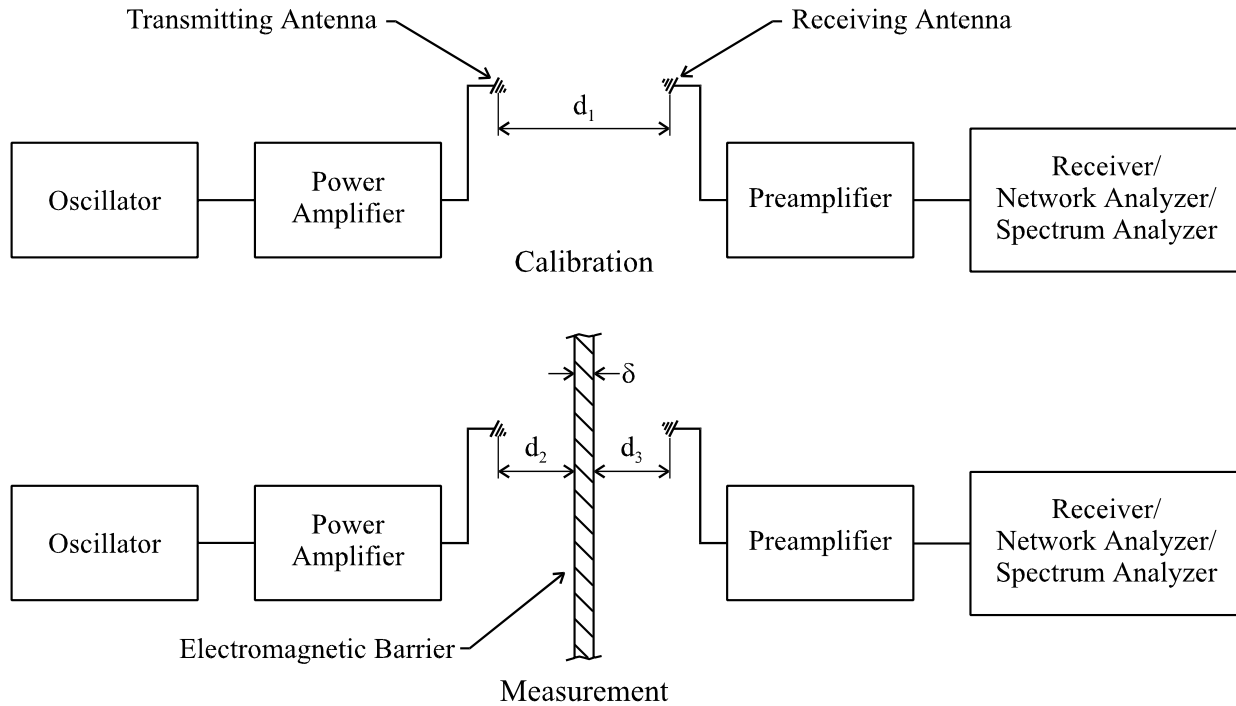 Transmitting Antenna
Receiving Antenna
d₁
Oscillator
Power
Amplifier
Preamplifier
Receiver/
Network Analyzer/
Spectrum Analyzer
Calibration
δ
d₂
d₃
Oscillator
Power
Amplifier
Preamplifier
Receiver/
Network Analyzer/
Spectrum Analyzer
Electromagnetic Barrier
Measurement